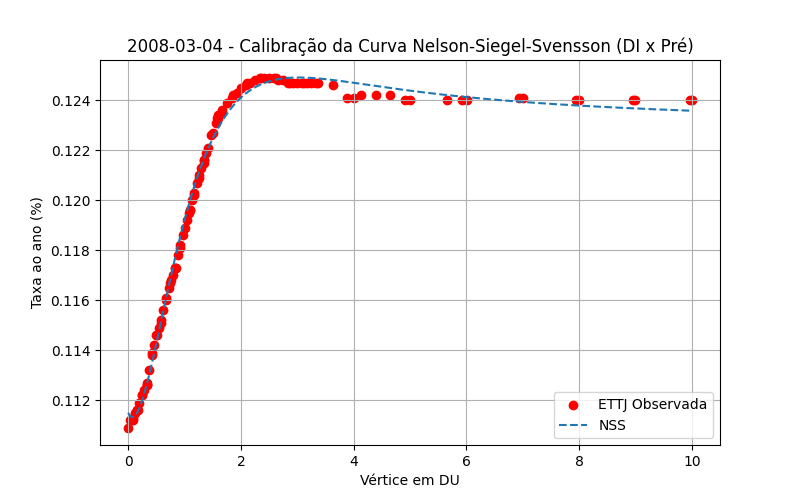 2008-03-04 - Calibração da Curva Nelson-Siegel-Svensson (DI x Pré)
Taxa ao ano (%)
0.124
0.122
0.120
0.118
0.116
0.114
0.112
ETTJ Observada
NSS
0 2 4 6 8 10
Vértice em DU